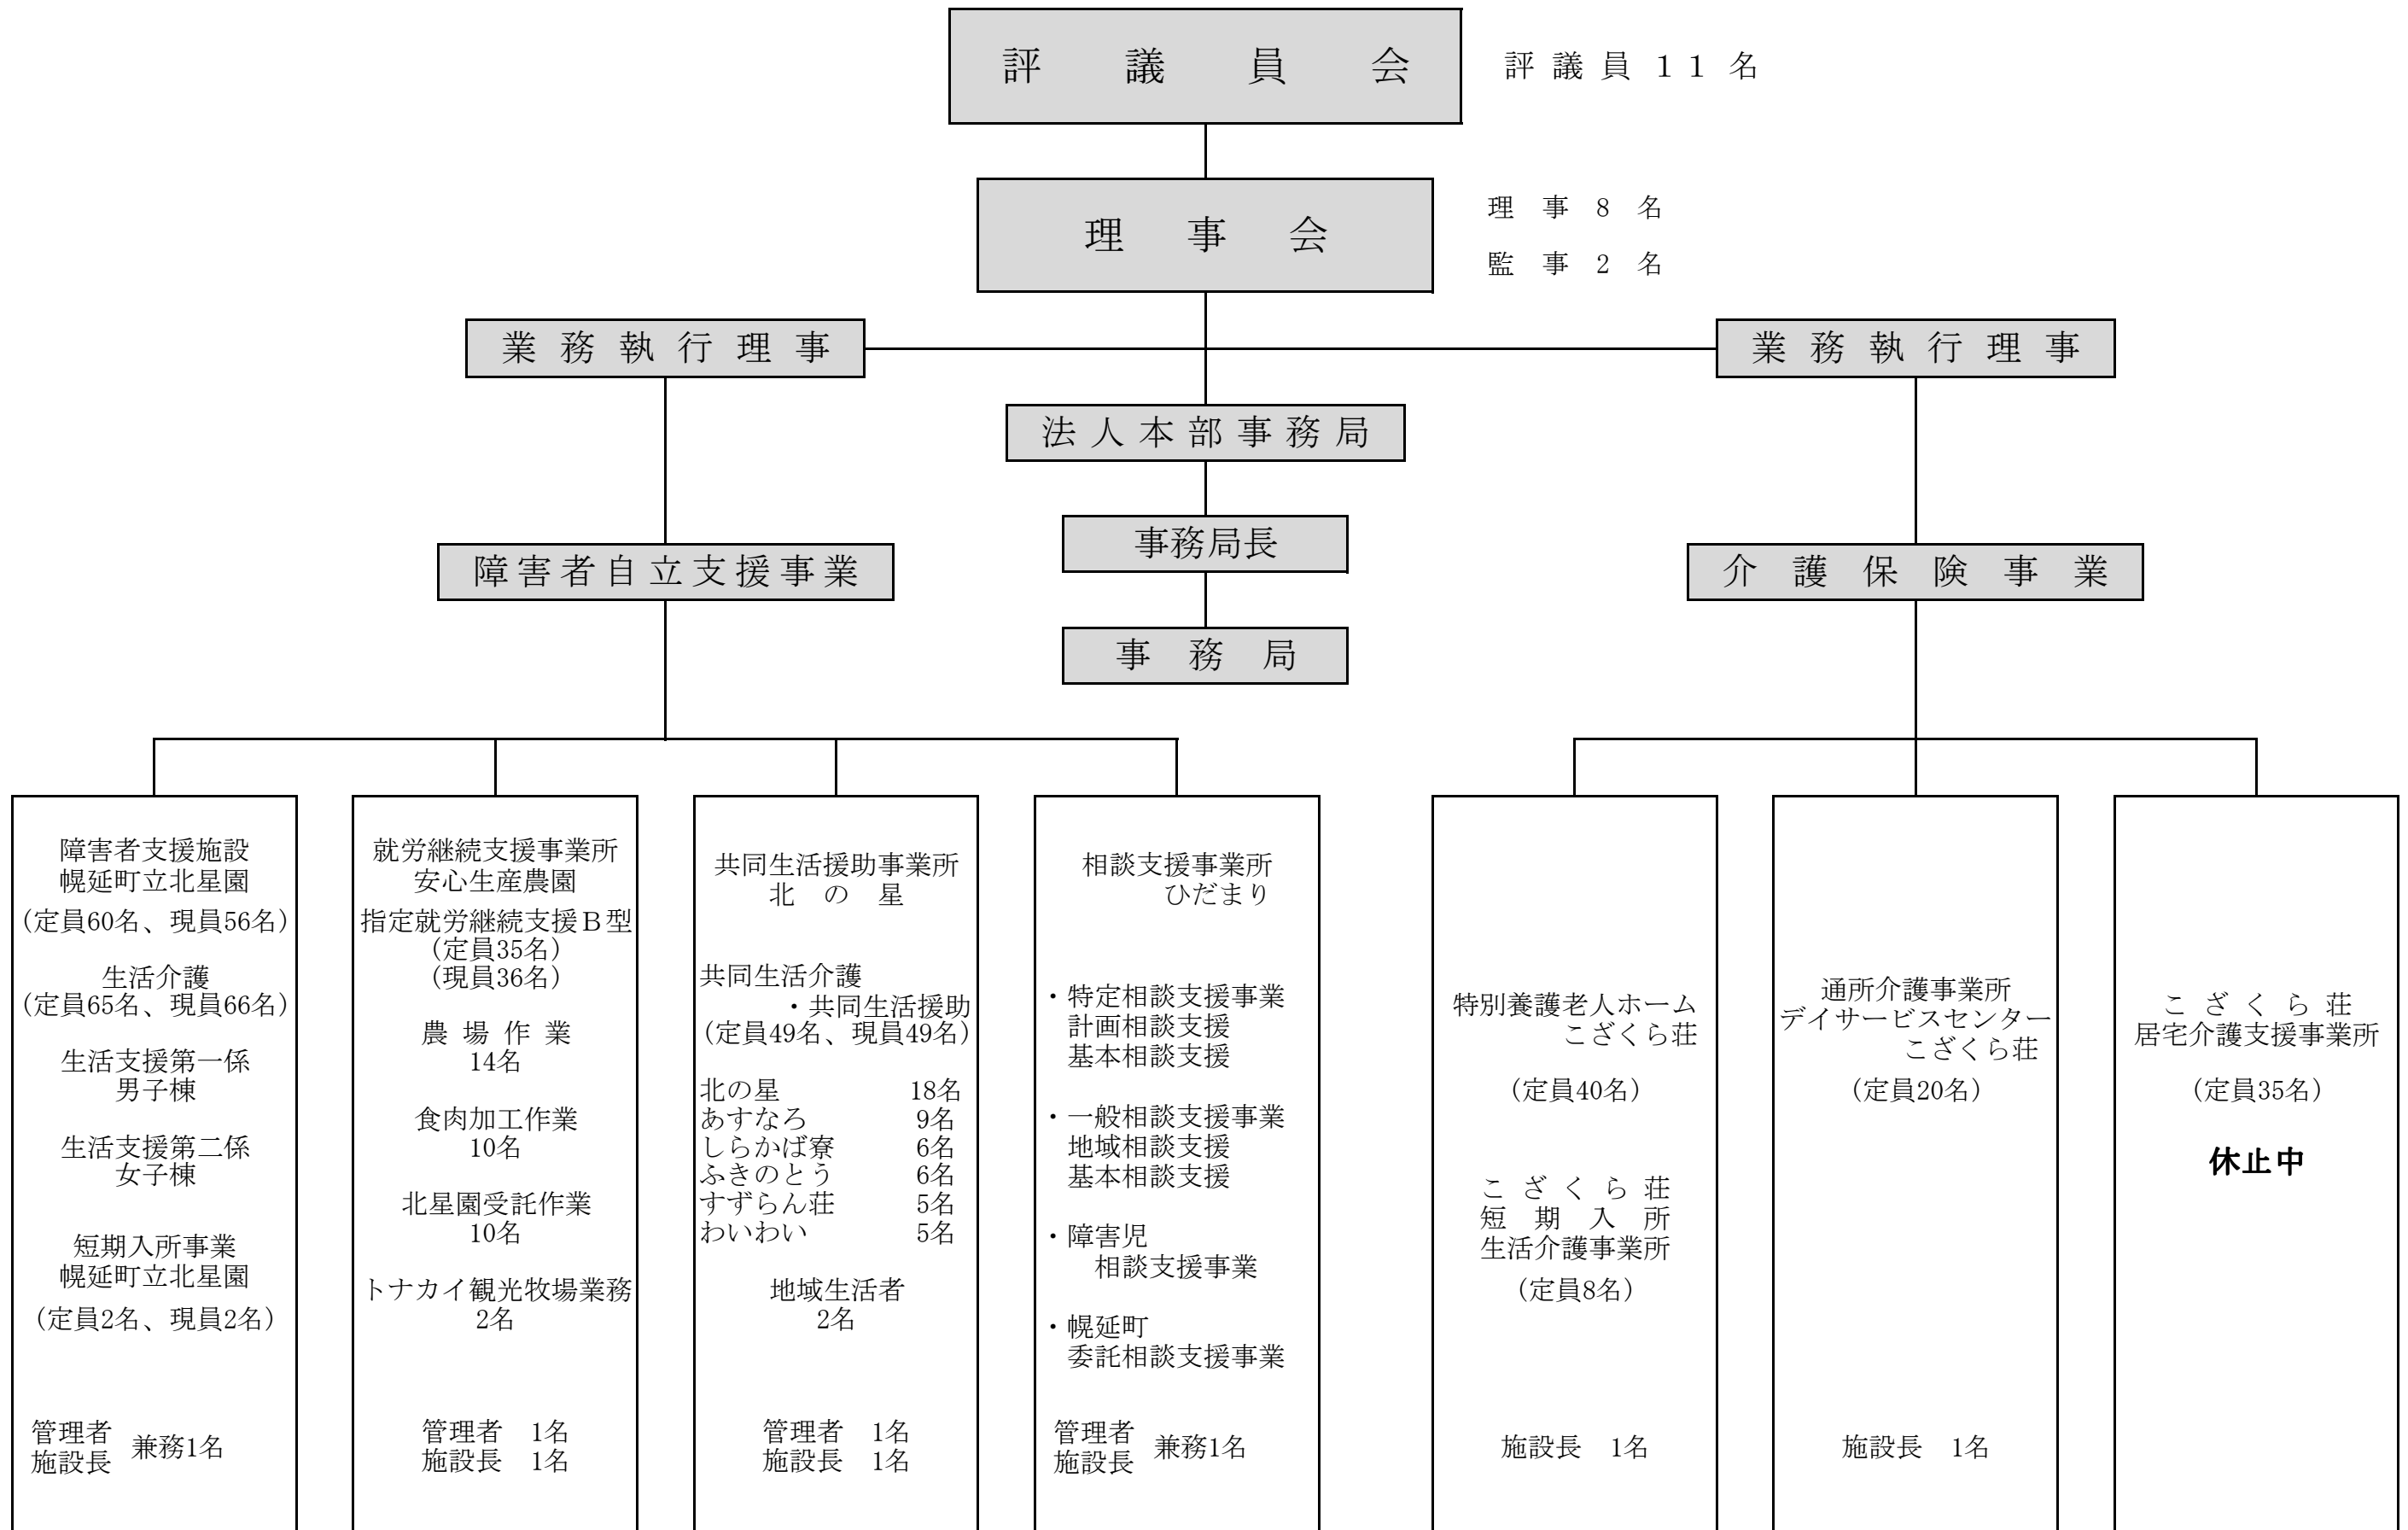 評議員会
評議員11名
理事会
理事8名
監事2名
業務執行理事
業務執行理事
法人本部事務局
事務局長
障害者自立支援事業
介護保険事業
事務局
障害者支援施設
幌延町立北星園
（定員60名、現員56名）
生活介護
（定員65名、現員66名）
生活支援第一係
男子棟
生活支援第二係
女子棟
短期入所事業
幌延町立北星園
（定員2名、現員2名）
管理者
施設長
兼務1名
就労継続支援事業所
安心生産農園
指定就労継続支援Ｂ型
（定員35名）
（現員36名）
農場作業
14名
食肉加工作業
10名
北星園受託作業
10名
トナカイ観光牧場業務
2名
管理者　1名
施設長　1名
共同生活援助事業所
北の星
共同生活介護
・共同生活援助
（定員49名、現員49名）
北の星　18名
あすなろ　9名
しらかば寮　6名
ふきのとう　6名
すずらん荘　5名
わいわい　5名
地域生活者
2名
管理者　1名
施設長　1名
相談支援事業所
ひだまり
・特定相談支援事業
計画相談支援
基本相談支援
・一般相談支援事業
地域相談支援
基本相談支援
・障害児
相談支援事業
・幌延町
委託相談支援事業
管理者
施設長
兼務1名
特別養護老人ホーム
こざくら荘
（定員40名）
こざくら荘
短期入所
生活介護事業所
（定員8名）
施設長　1名
通所介護事業所
デイサービスセンター
こざくら荘
（定員20名）
施設長　1名
こざくら荘
居宅介護支援事業所
（定員35名）
休止中